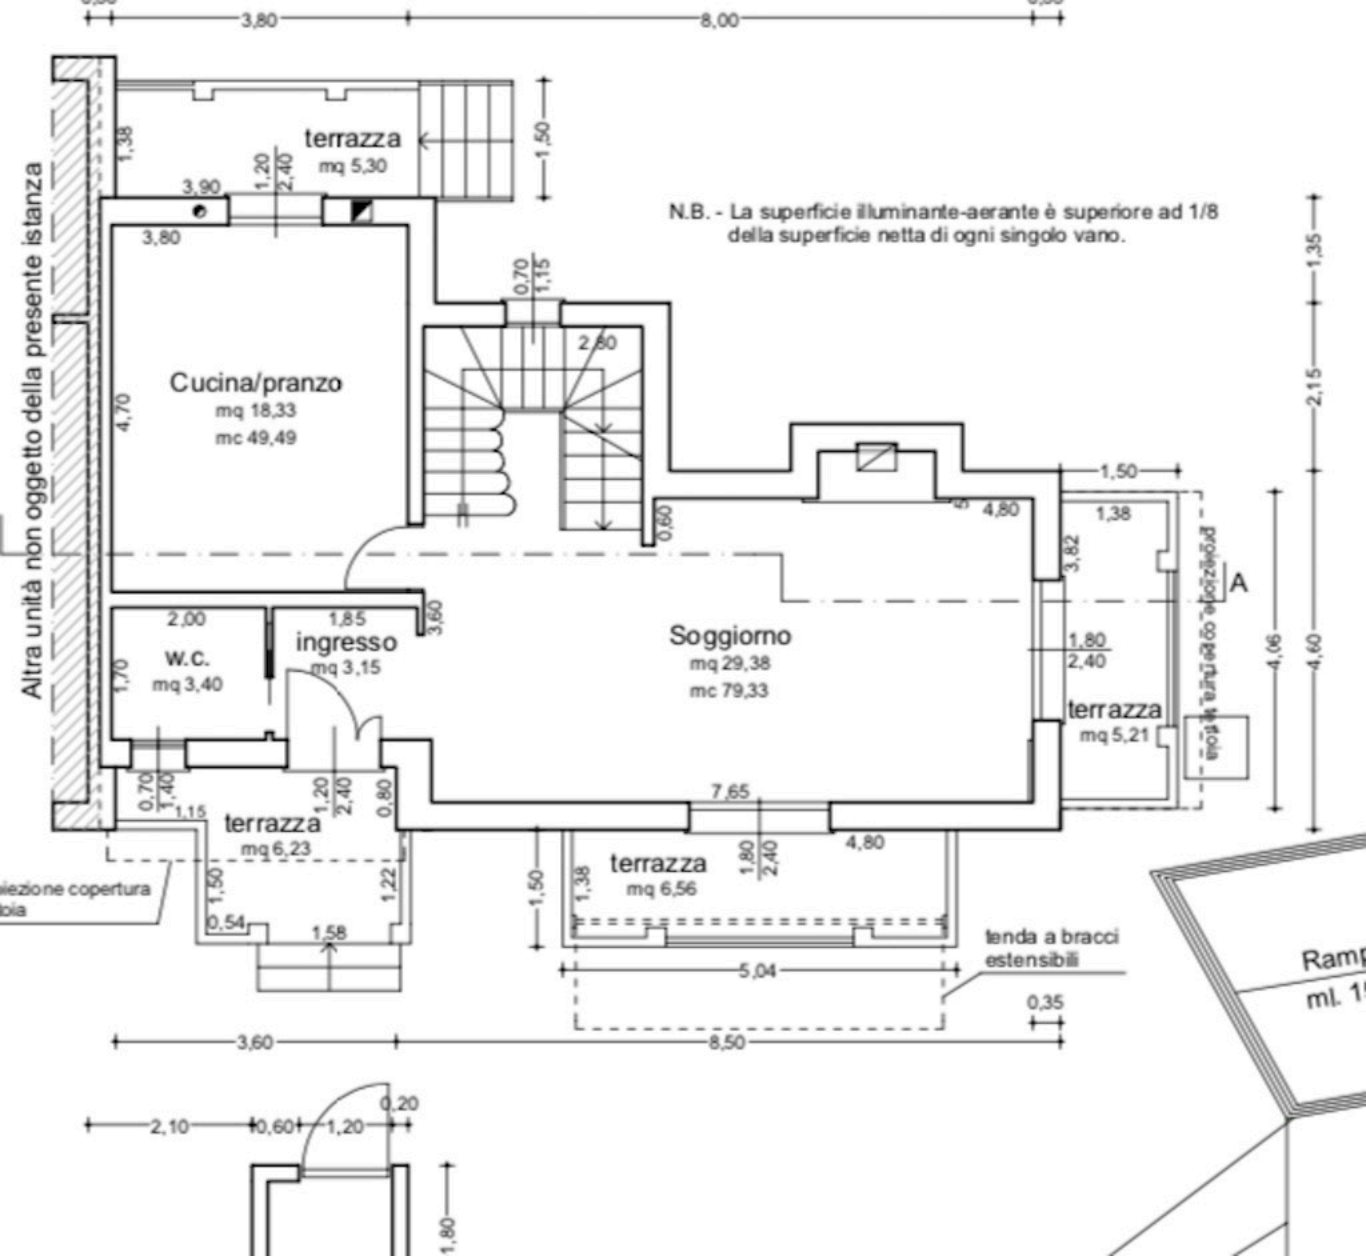 3,80
8,00
terrazza
mq 5,30
1,38
1,20
2,40
1,50
3,90
3,80
N.B. - La superficie illuminante-aerante è superiore ad 1/8
della superficie netta di ogni singolo vano.
1,35
0,70
1,15
2,80
Altra unità non oggetto della presente istanza
Cucina/pranzo
mq 18,33
mc 49,49
4,70
2,15
1,50
0,60
4,80
1,38
3,82
proiezione copertura tettoia
A
2,00
1,85
3,60
ingresso
mq 3,15
w.c.
mq 3,40
1,70
Soggiorno
mq 29,38
mc 79,33
1,80
2,40
4,06
4,60
terrazza
mq 5,21
0,70
1,40
1,15
1,20
2,40
0,80
7,65
4,80
terrazza
mq 6,23
terrazza
mq 6,56
1,80
2,40
1,50
1,22
1,50
1,38
0,54
1,58
tenda a bracci
estensibili
5,04
0,35
3,60
8,50
0,20
2,10
0,60
1,20
1,80
ml.